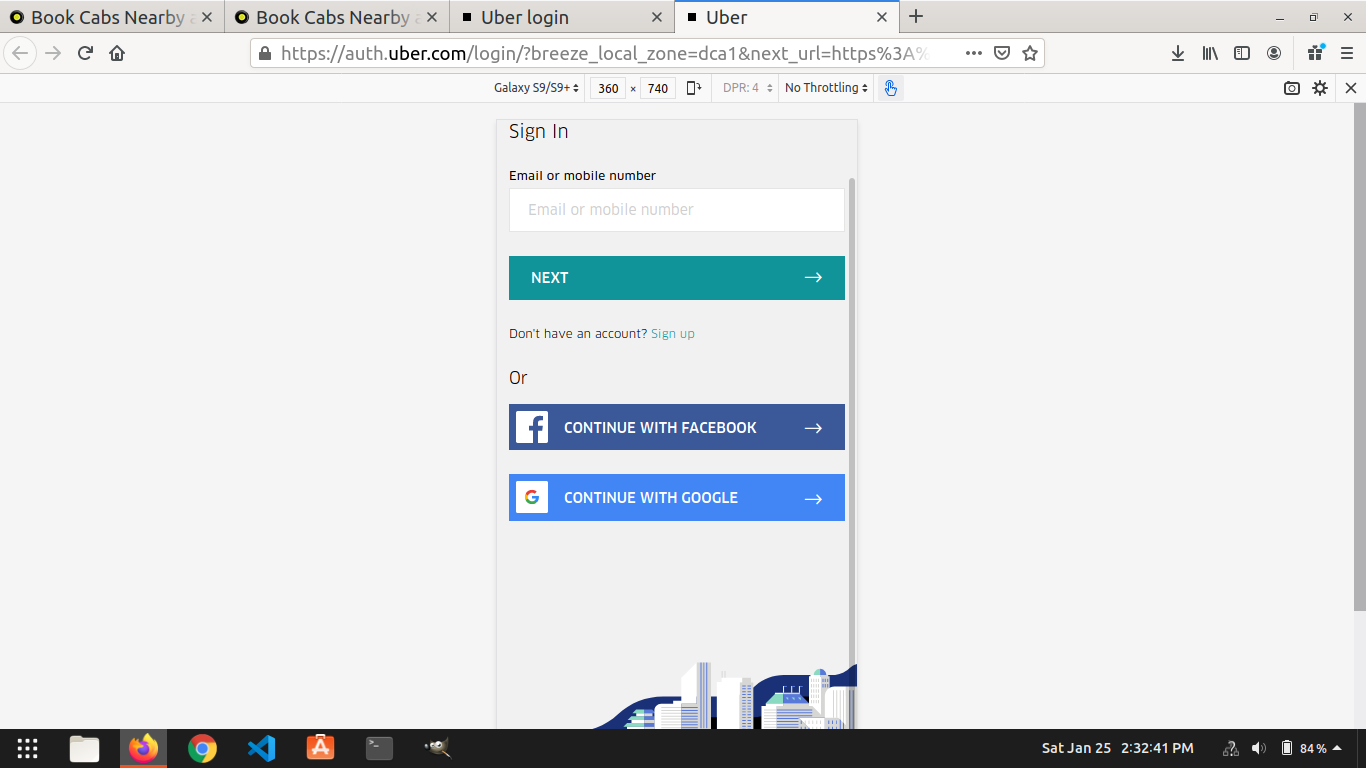 Book Cabs Nearby a
Book Cabs Nearby a
Uber login
Uber
https://auth.uber.com/login/?breeze_local_zone=dca1&next_url=https%3A%
Galaxy S9/S9+
360 × 740
DPR: 4
No Throttling
Sign In
Email or mobile number
Email or mobile number
NEXT
Don't have an account? Sign up
Or
CONTINUE WITH FACEBOOK
CONTINUE WITH GOOGLE
Sat Jan 25 2:32:41 PM
84 %